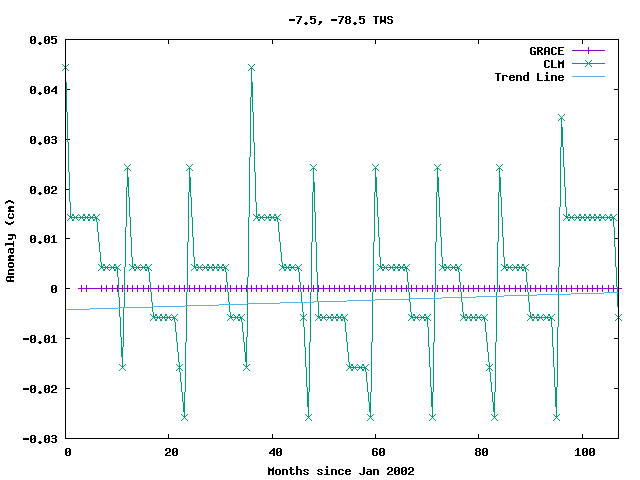 -7.5, -78.5 TWS
0.05
0.04
0.03
0.02
0.01
0
-0.01
-0.02
-0.03
Anomaly (cm)
GRACE
CLM
Trend Line
0 20 40 60 80 100
Months since Jan 2002